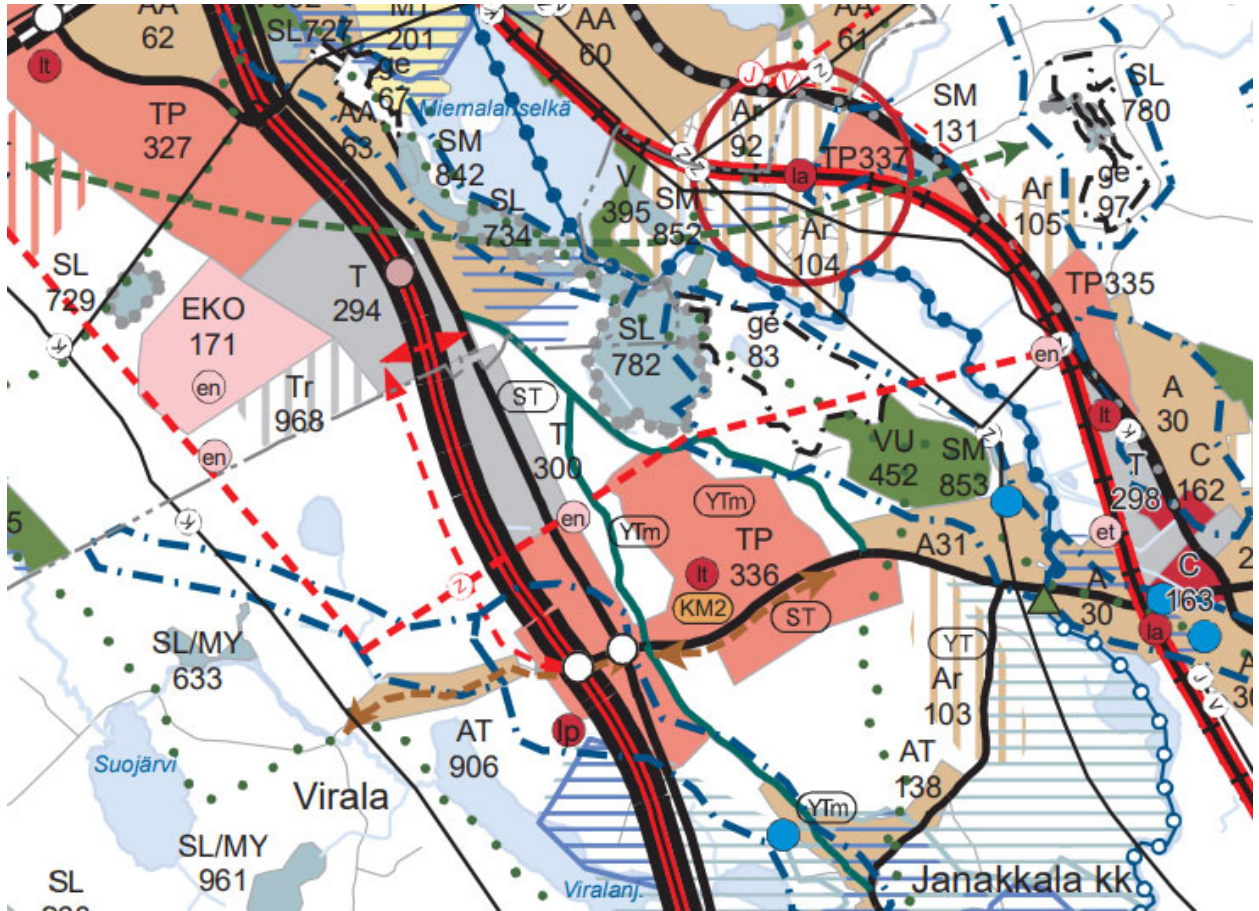 AA
62
SL727
MT
201
AA
60
AA
61
lt
ge
67
Miemalanselkä
J
V
Z
SL
780
TP
327
AA
63
SM
842
Ar
92
SM
131
TP337
la
V
395
SM
852
SL
734
Ar
105
ge
97
Ar
104
SL
729
T
294
EKO
171
en
TP335
SL
782
gé
83
en
K
Tr
968
ST
A
30
lt
K
C
162
T
300
VU
452
SM
853
Z
T
298
en
K
en
YTm
YTm
TP
336
lt
KM2
ST
A31
et
C
163
A
30
la
Z
SL/MY
633
YT
Ar
103
J
V
lp
AT
906
AT
138
Suojärvi
Virala
YTm
SL/MY
961
SL
Viralanj.
Janakkala kk